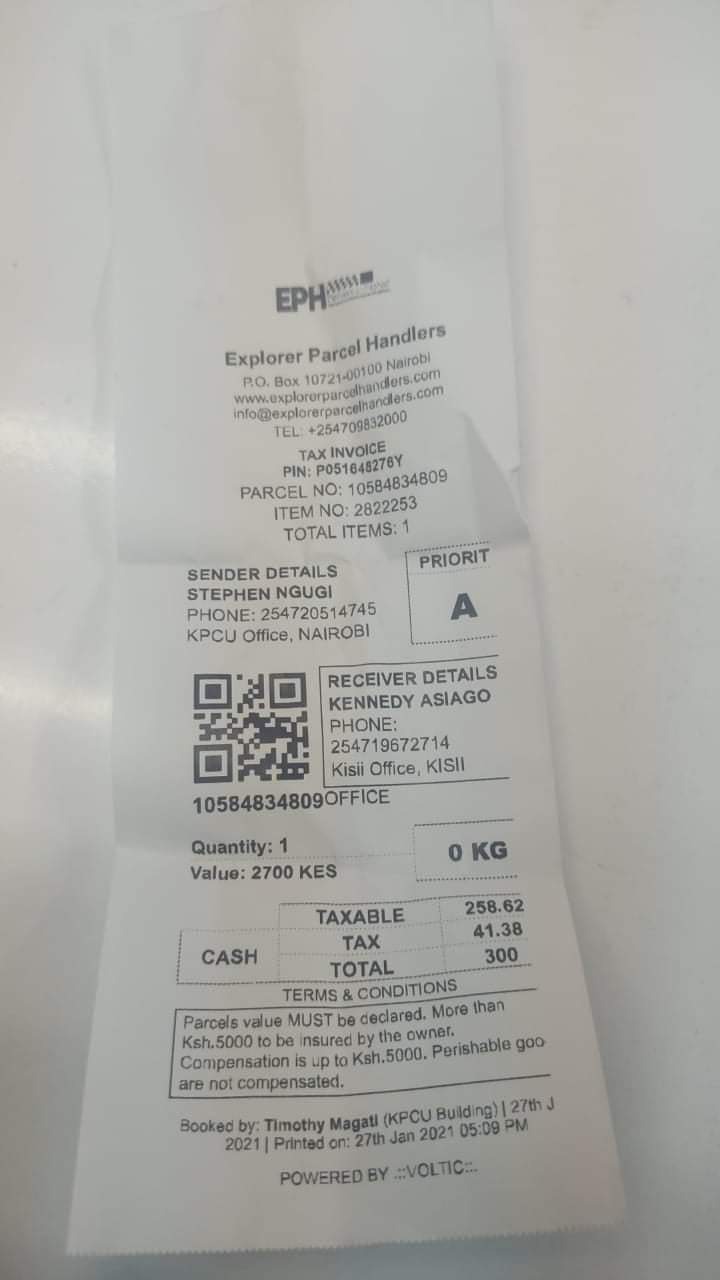 EPH
Explorer Parcel Handlers
P.O. Box 10721-00100 Nairobi
www.explorerparcelhandlers.com
info@explorerparcelhandlers.com
TEL: +254709832000
TAX INVOICE
PIN: P051648276Y
PARCEL NO: 10584834809
ITEM NO: 2822253
TOTAL ITEMS: 1
SENDER DETAILS
STEPHEN NGUGI
PHONE: 254720514745
KPCU Office, NAIROBI
PRIORIT
A
RECEIVER DETAILS
KENNEDY ASIAGO
PHONE:
254719672714
Kisii Office, KISII
10584834809OFFICE
Quantity: 1
Value: 2700 KES
0 KG
CASH
TAXABLE 258.62
TAX 41.38
TOTAL 300
TERMS & CONDITIONS
Parcels value MUST be declared. More than
Ksh.5000 to be insured by the owner.
Compensation is up to Ksh.5000. Perishable goo
are not compensated.
Booked by: Timothy Magati (KPCU Building) | 27th J
2021 | Printed on: 27th Jan 2021 05:09 PM
POWERED BY .::VOLTIC::.